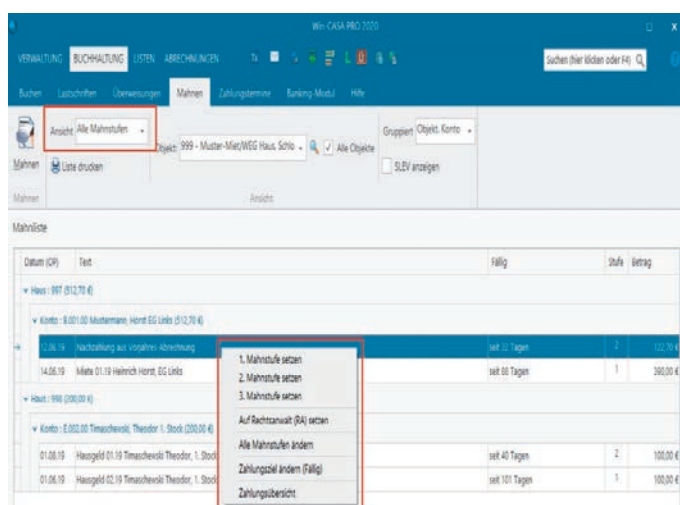 Win-CASA PRO 2020
VERWALTUNG BUCHHALTUNG LISTEN ABRECHNUNGEN
Suchen (hier klicken oder F4)
Buchen Lastschriften Überweisungen Mahnen Zahlungstermine Banking-Modul Hilfe
Ansicht Alle Mahnstufen
Objekt: 999 - Muster-Miet/WEG Haus, Schlo Alle Objekte
Gruppiert Objekt, Konto
Mahnen Liste drucken SLEV anzeigen
Mahnen Ansicht
Mahnliste
Datum (OP) Text Fällig Stufe Betrag
Haus : 997 (512,70 €)
Konto : B.001.00 Mustermann, Horst EG Links (512,70 €)
12.06.19 Nachzahlung aus Vorjahres-Abrechnung seit 22 Tagen 2 122,70 €
14.05.19 Miete 01.19 Heinrich Horst, EG Links seit 88 Tagen 1 390,00 €
Haus : 998 (200,00 €)
Konto : E.002.00 Timaschewski, Theodor 1. Stock (200,00 €)
01.08.19 Hausgeld 01.19 Timaschevski Theodor, 1. Stock seit 40 Tagen 2 100,00 €
01.06.19 Hausgeld 02.19 Timaschevski Theodor, 1. Stock seit 101 Tagen 1 100,00 €
1. Mahnstufe setzen
2. Mahnstufe setzen
3. Mahnstufe setzen
Auf Rechtsanwalt (RA) setzen
Alle Mahnstufen ändern
Zahlungsziel ändern (Fällig)
Zahlungsübersicht